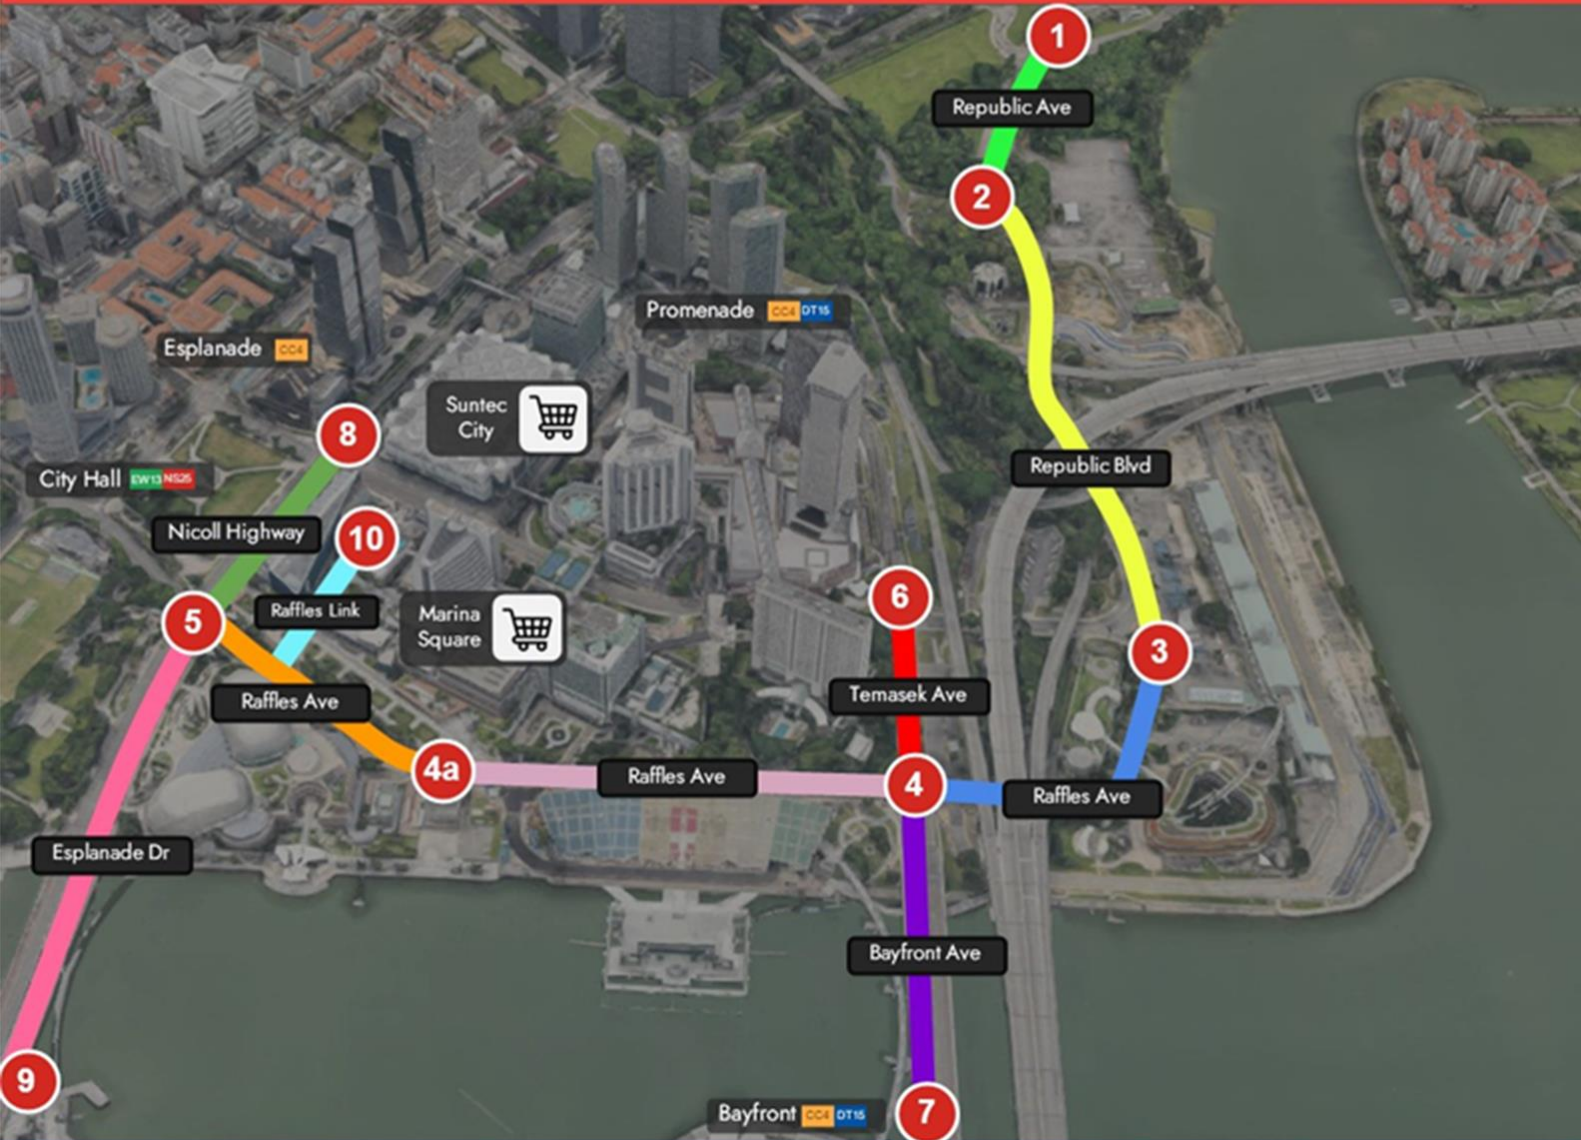 1
Republic Ave
2
Promenade CC4 DT15
Esplanade CC4
Suntec
City
8
Republic Blvd
City Hall EW13 NS25
Nicoll Highway
10
6
Raffles Link
Marina
Square
5
3
Temasek Ave
Raffles Ave
4a
Raffles Ave
4
Raffles Ave
Esplanade Dr
Bayfront Ave
9
Bayfront CC4 DT15
7